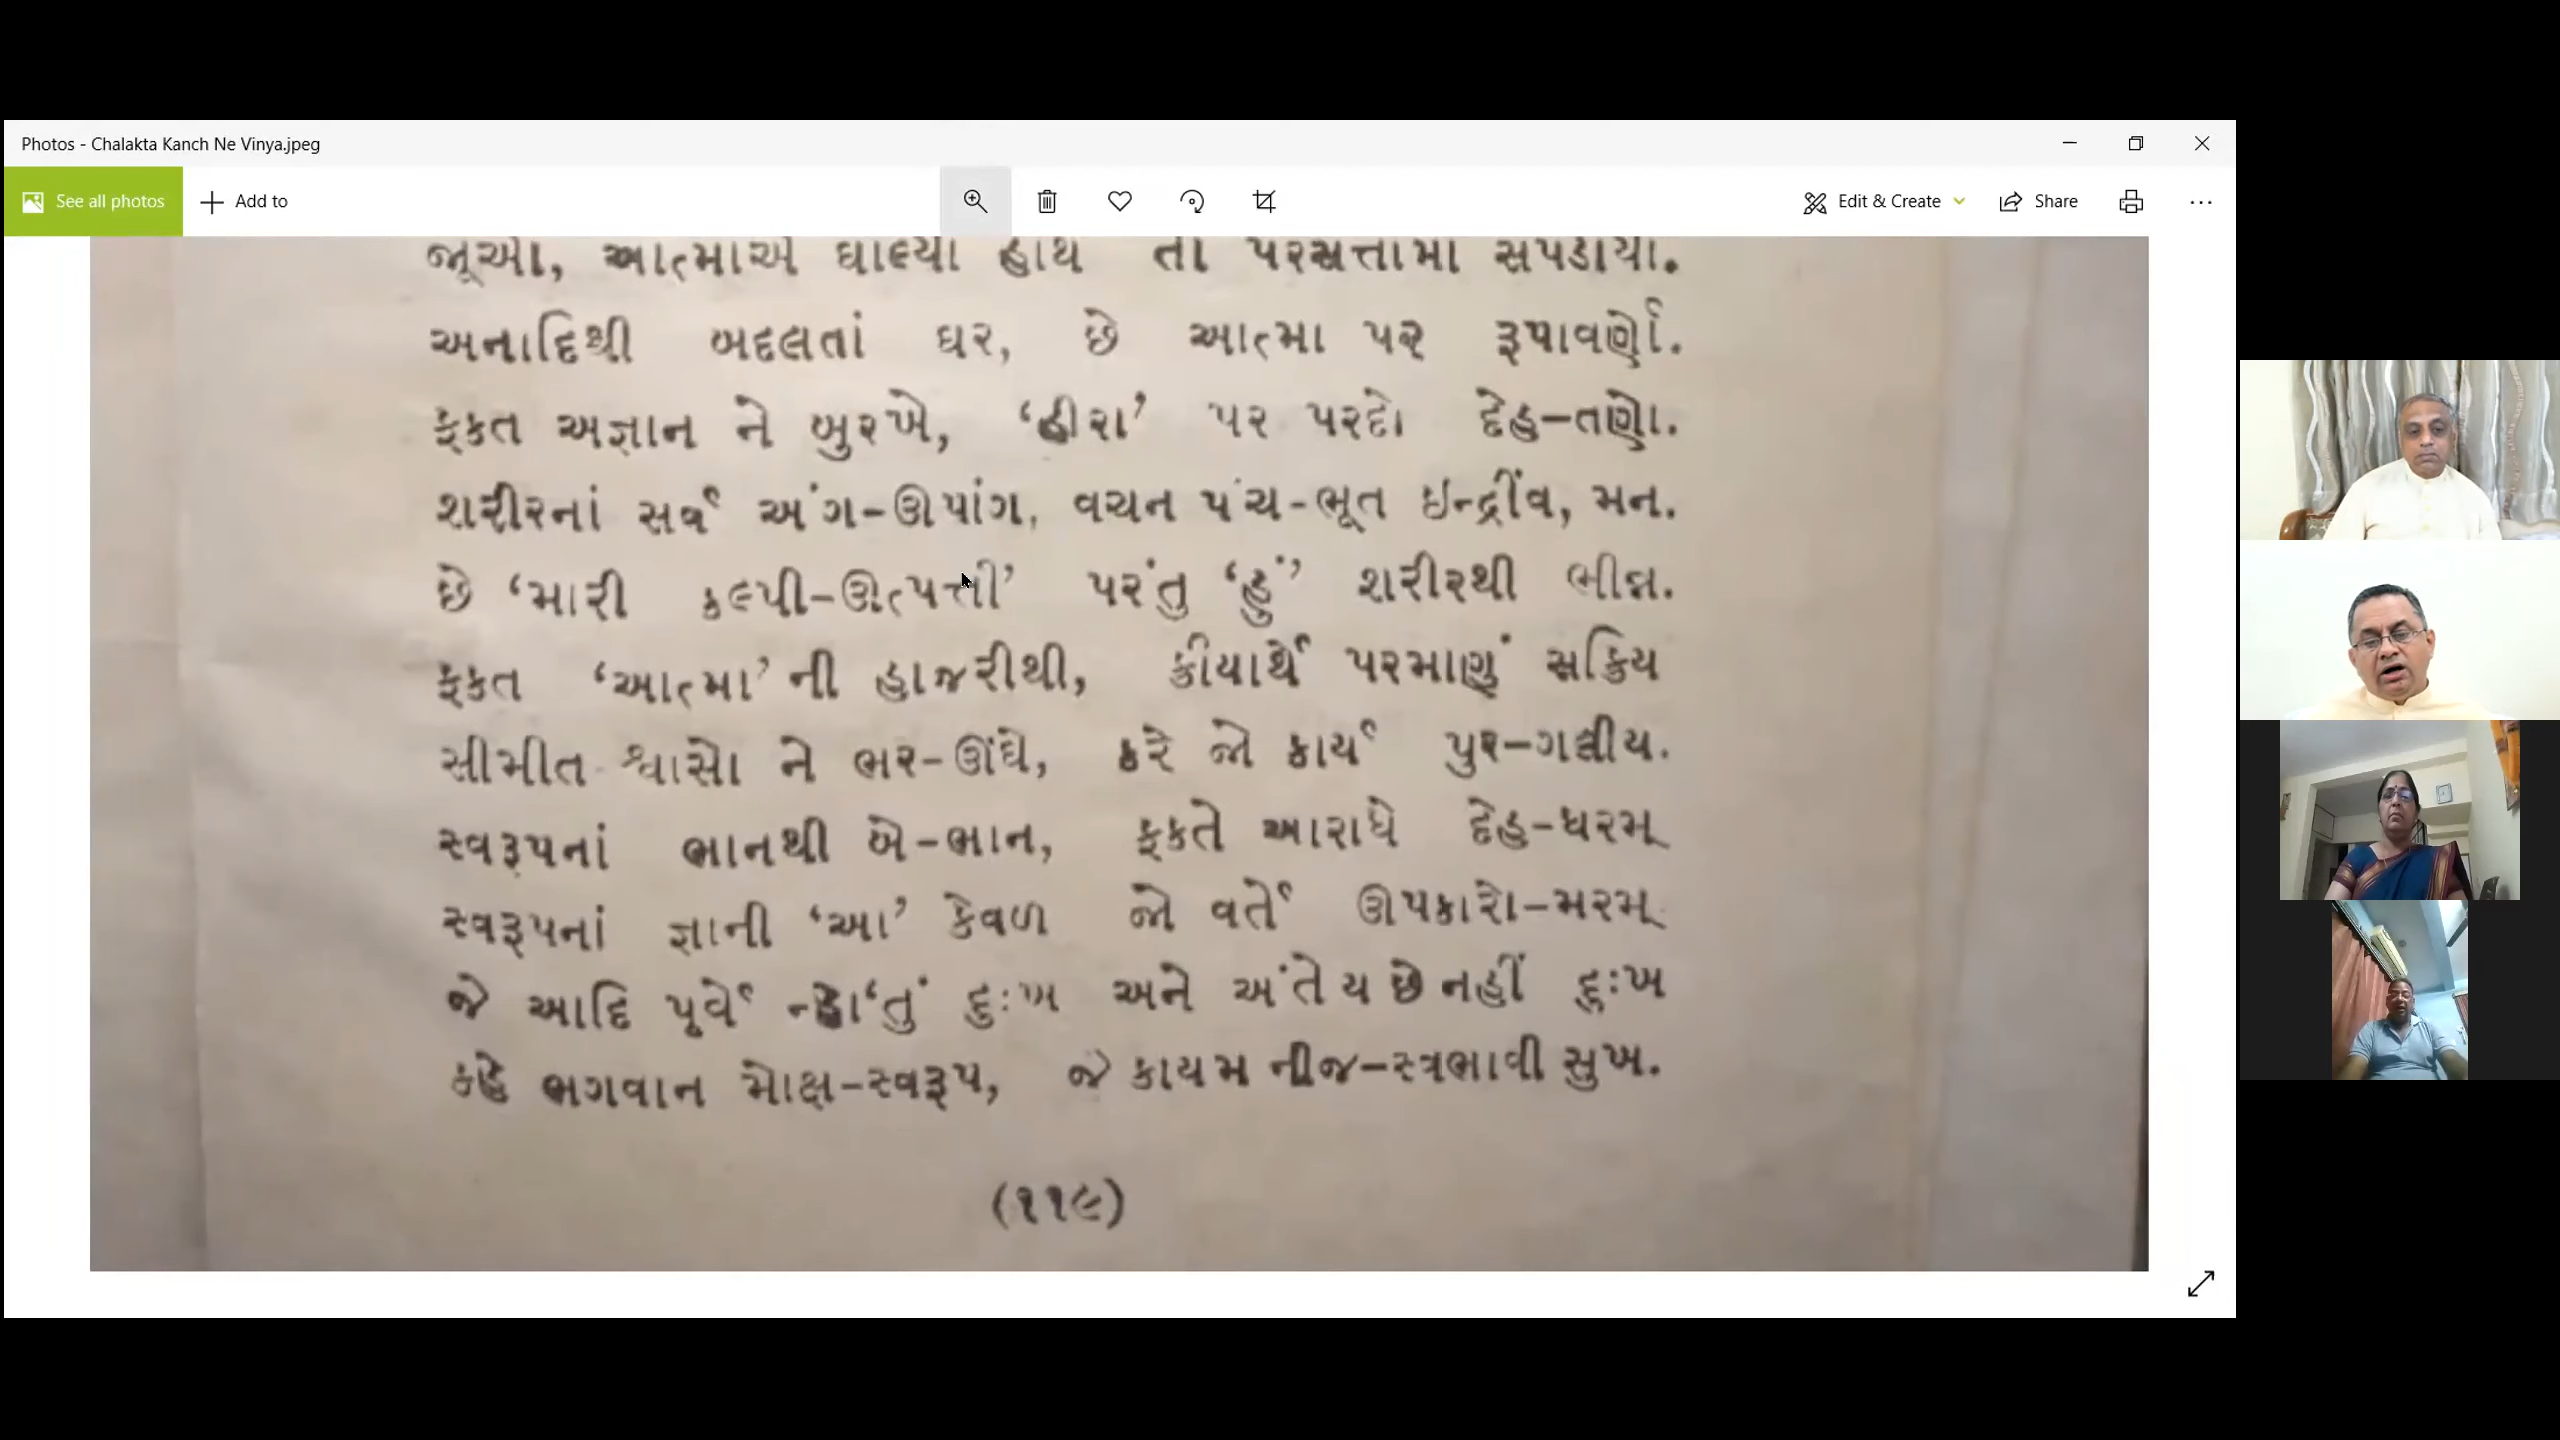 Photos - Chalakta Kanch Ne Vinya.jpeg
See all photos
Add to
Edit & Create
Share
જૂઓ, આત્માએ ઘાલ્યો હાથ તો પરસત્તામાં સપડાયો.
અનાદિથી બદલતાં ઘર, છે આત્મા પર રૂપાવર્ણો.
ફક્ત અજ્ઞાન ને બુરખે, ‘હીરા’ પર પરદો દેહ-તણો.
શરીરનાં સર્વ અંગ-ઊપાંગ, વચન પંચ-ભૂત ઇન્દ્રીંવ, મન.
છે ‘મારી કલ્પી-ઊત્પત્તી’ પરંતુ ‘હું’ શરીરથી ભીન્ન.
ફક્ત ‘આત્મા’ની હાજરીથી, ક્રીયાર્થે પરમાણું સક્રિય
સીમીત શ્વાસો ને ભર-ઊંઘે, કરે જો કાર્ય પુર-ગલીય.
સ્વરૂપનાં ભાનથી બે-ભાન, ફક્તે આરાધે દેહ-ધરમ્
સ્વરૂપનાં જ્ઞાની ‘આ’ કેવળ જો વર્તે ઊપકારો-મરમ્
જે આદિ પૂર્વે ન્હો‘તું દુઃખ અને અંતેય છે નહીં દુઃખ
કહે ભગવાન મોક્ષ-સ્વરૂપ, જે કાયમ નીજ-સ્વભાવી સુખ.
(૧૧૯)